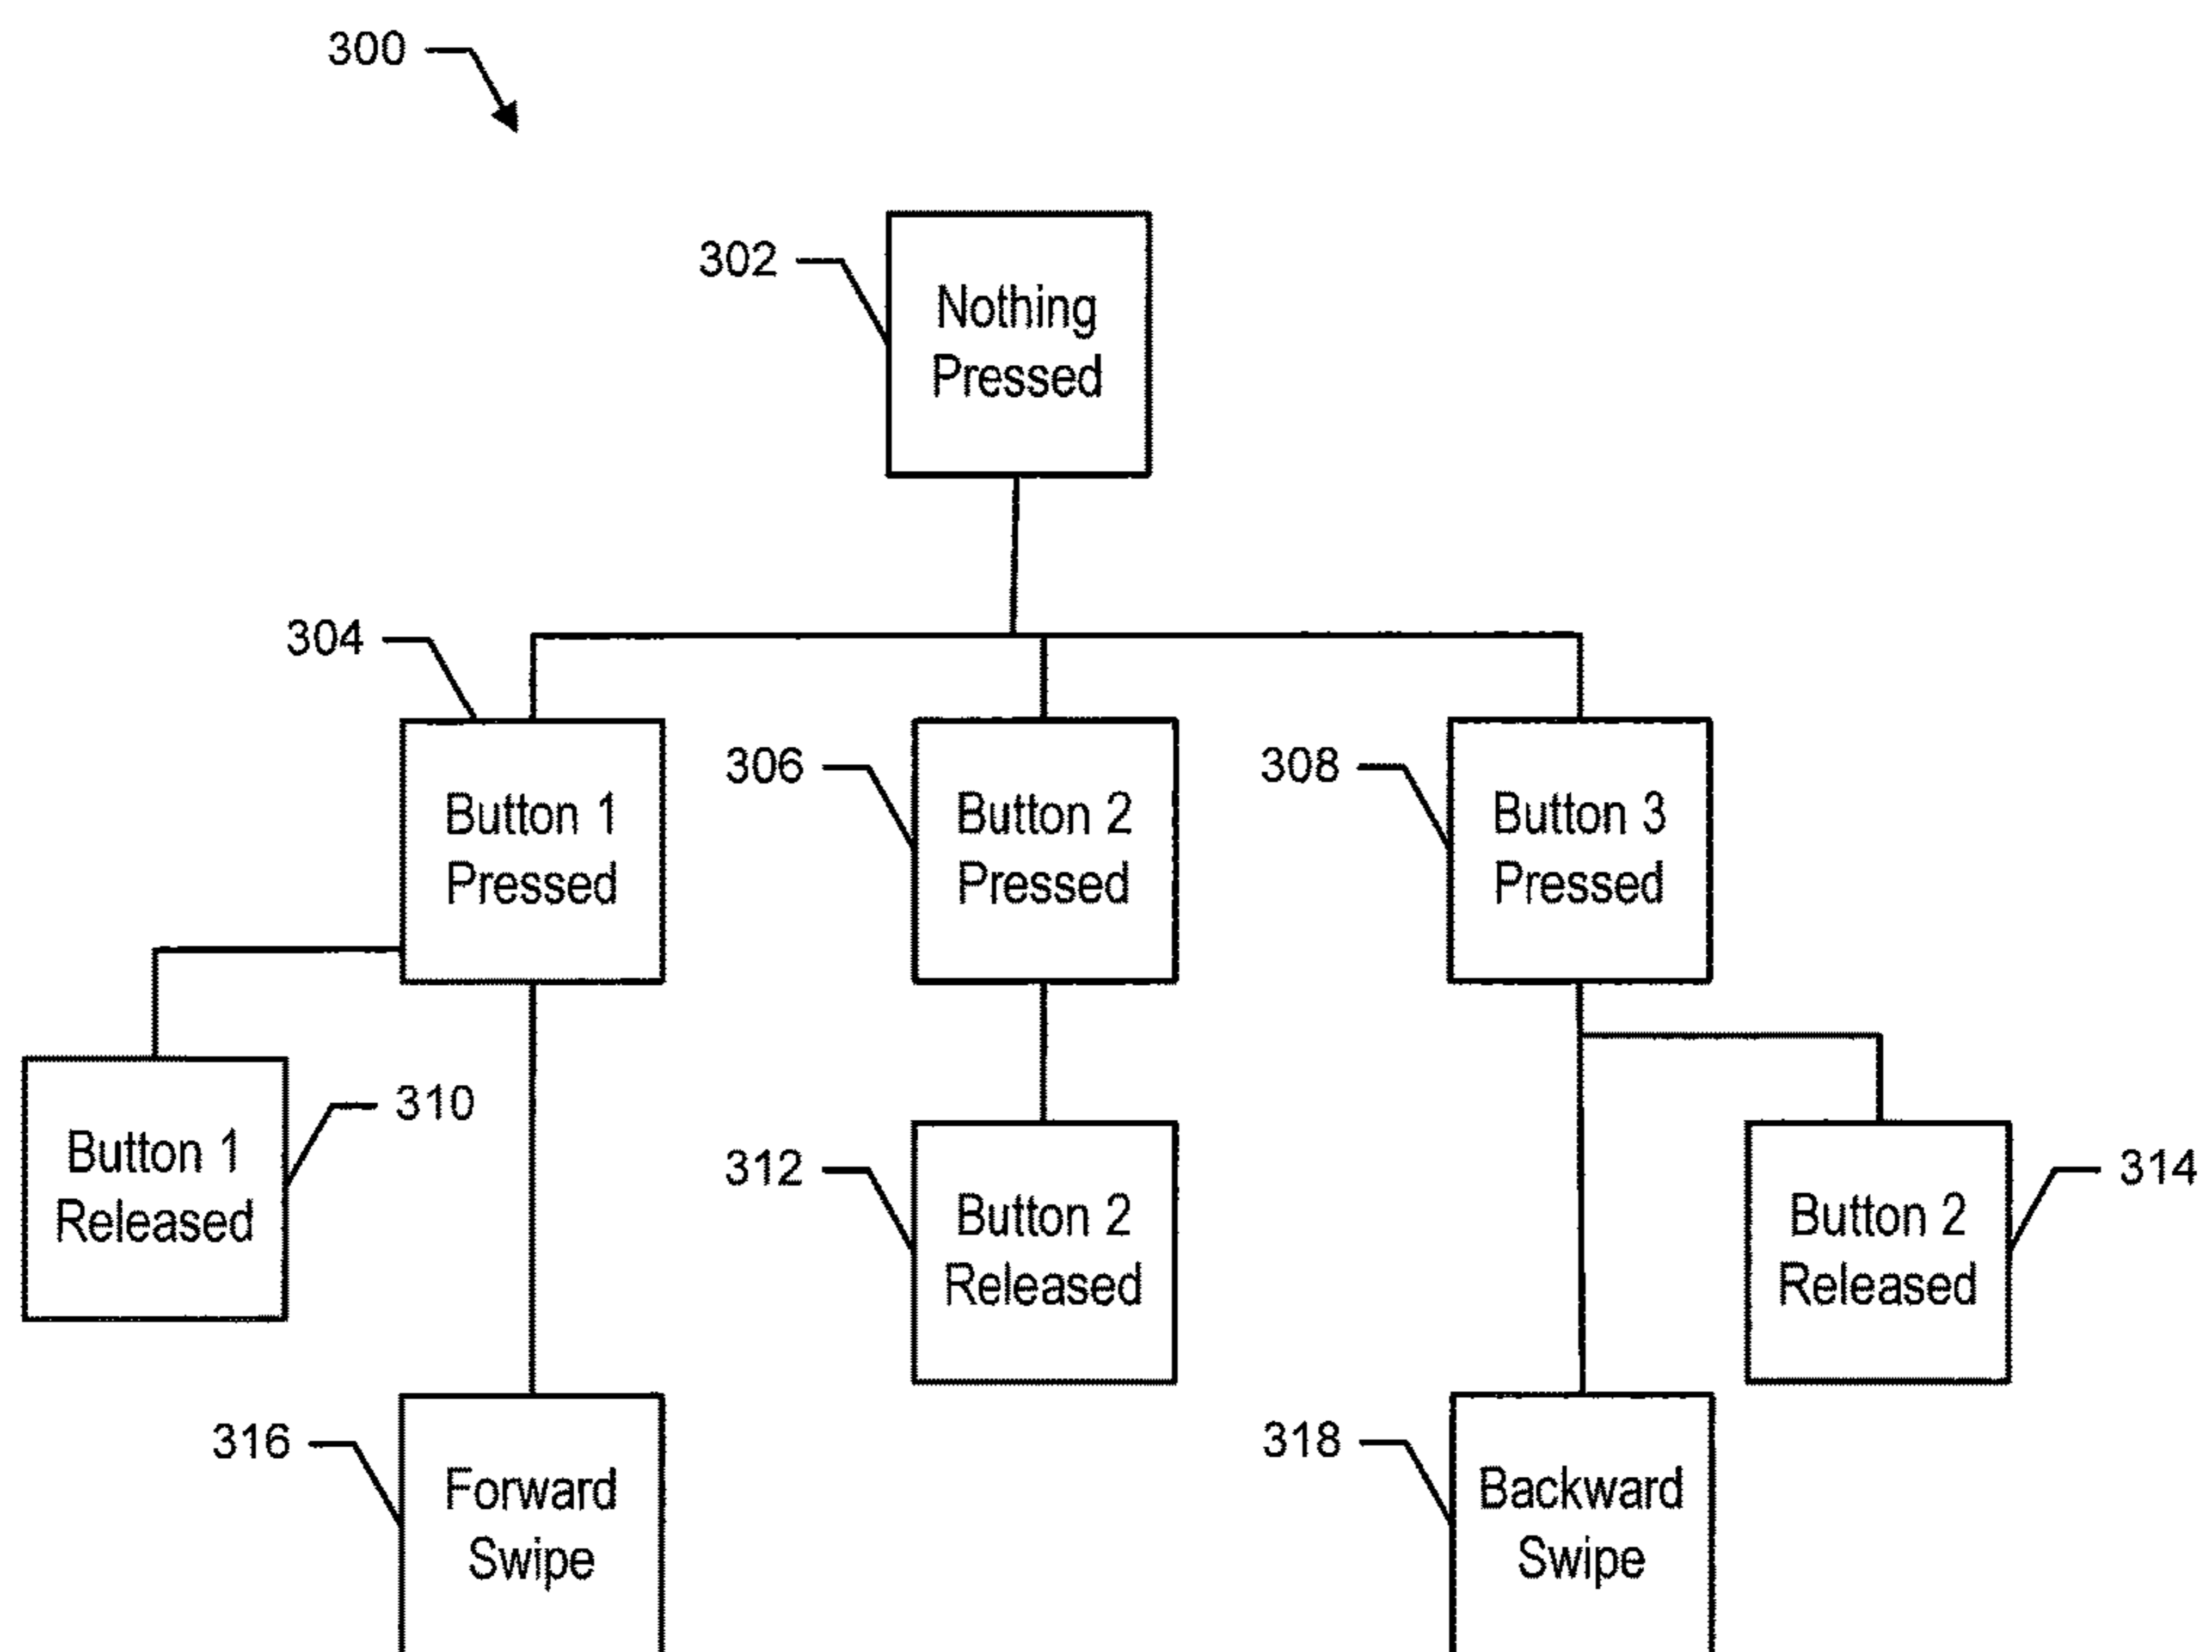 300
302
Nothing
Pressed
304
306
308
Button 1
Pressed
Button 2
Pressed
Button 3
Pressed
310
Button 1
Released
312
Button 2
Released
314
Button 2
Released
316
Forward
Swipe
318
Backward
Swipe